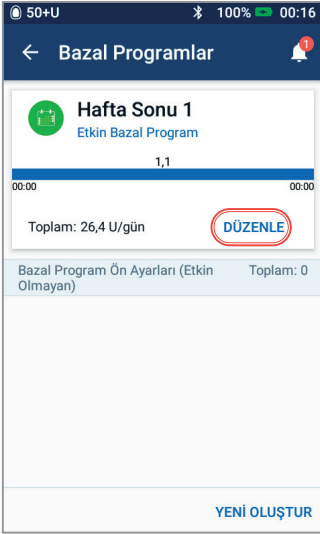 50+U 100% 00:16
Bazal Programlar 1
Hafta Sonu 1
Etkin Bazal Program
1,1
00:00 00:00
Toplam: 26,4 U/gün DÜZENLE
Bazal Program Ön Ayarları (Etkin Toplam: 0
Olmayan)
YENİ OLUŞTUR